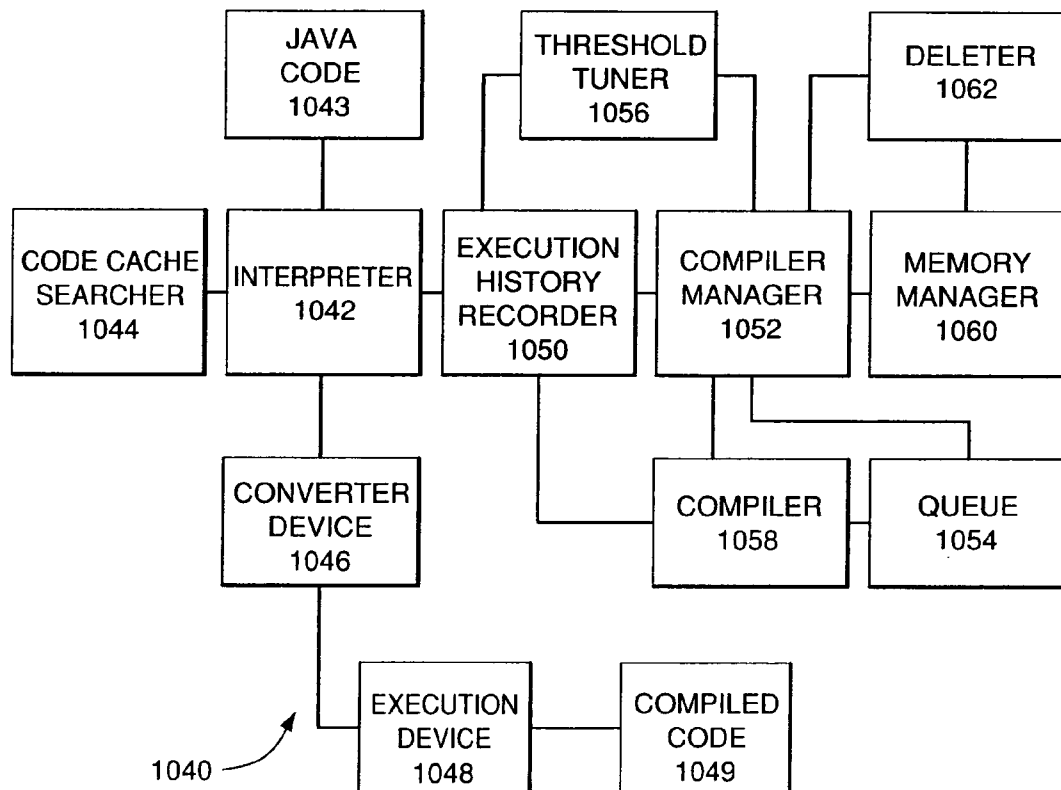 JAVA
CODE
1043
THRESHOLD
TUNER
1056
DELETER
1062
CODE CACHE
SEARCHER
1044
INTERPRETER
1042
EXECUTION
HISTORY
RECORDER
1050
COMPILER
MANAGER
1052
MEMORY
MANAGER
1060
CONVERTER
DEVICE
1046
COMPILER
1058
QUEUE
1054
EXECUTION
DEVICE
1048
COMPILED
CODE
1049
1040